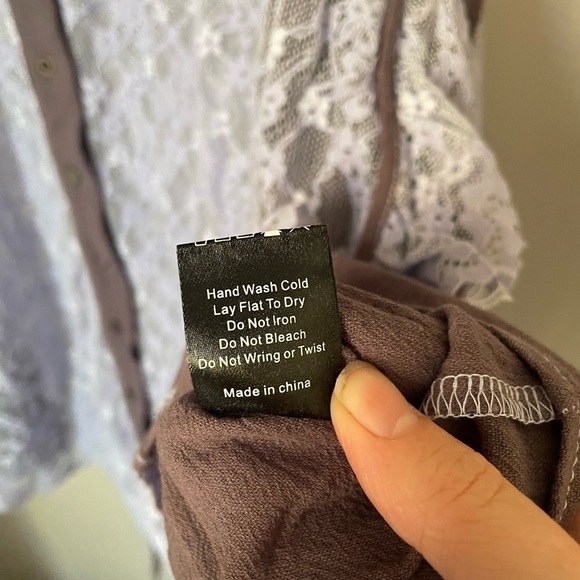 Hand Wash Cold
Lay Flat To Dry
Do Not Iron
Do Not Bleach
Do Not Wring or Twist
Made in china